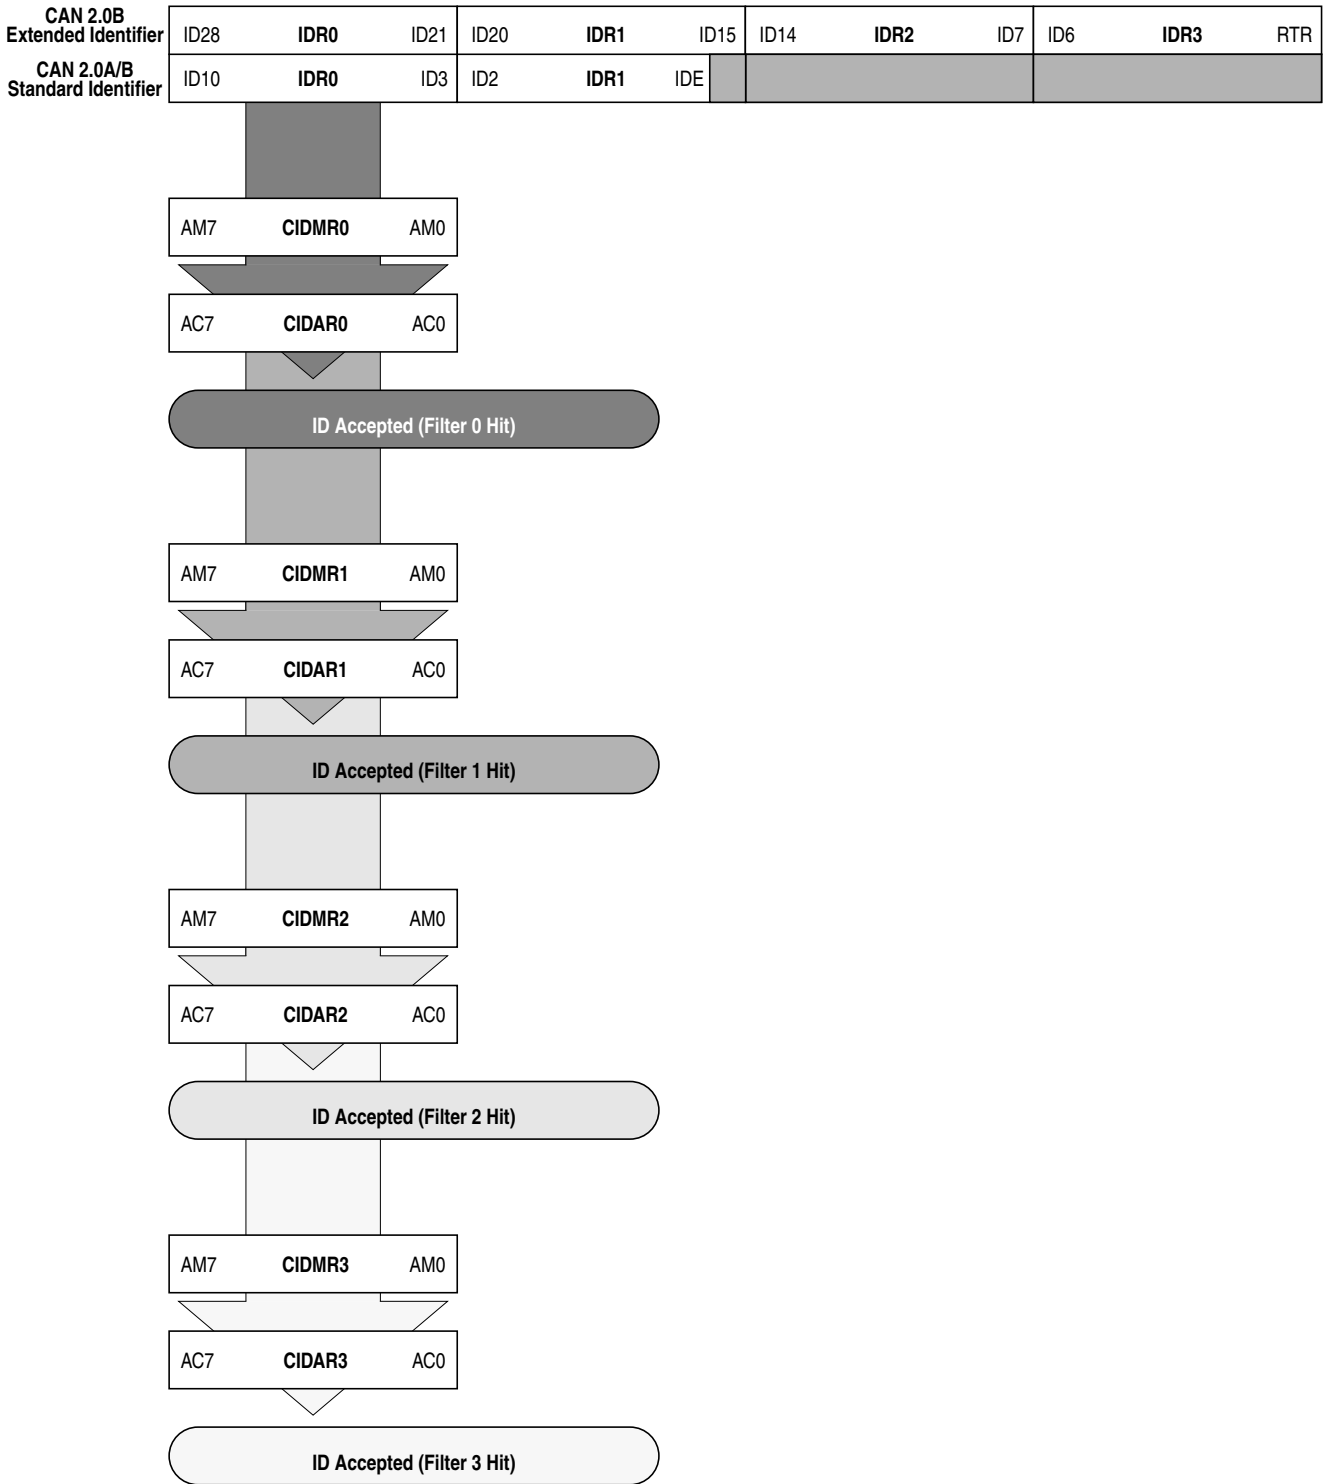 CAN 2.0B
Extended Identifier ID28 IDR0 ID21 ID20 IDR1 ID15 ID14 IDR2 ID7 ID6 IDR3 RTR
CAN 2.0A/B
Standard Identifier ID10 IDR0 ID3 ID2 IDR1 IDE
AM7 CIDMR0 AM0
AC7 CIDAR0 AC0
ID Accepted (Filter 0 Hit)
AM7 CIDMR1 AM0
AC7 CIDAR1 AC0
ID Accepted (Filter 1 Hit)
AM7 CIDMR2 AM0
AC7 CIDAR2 AC0
ID Accepted (Filter 2 Hit)
AM7 CIDMR3 AM0
AC7 CIDAR3 AC0
ID Accepted (Filter 3 Hit)